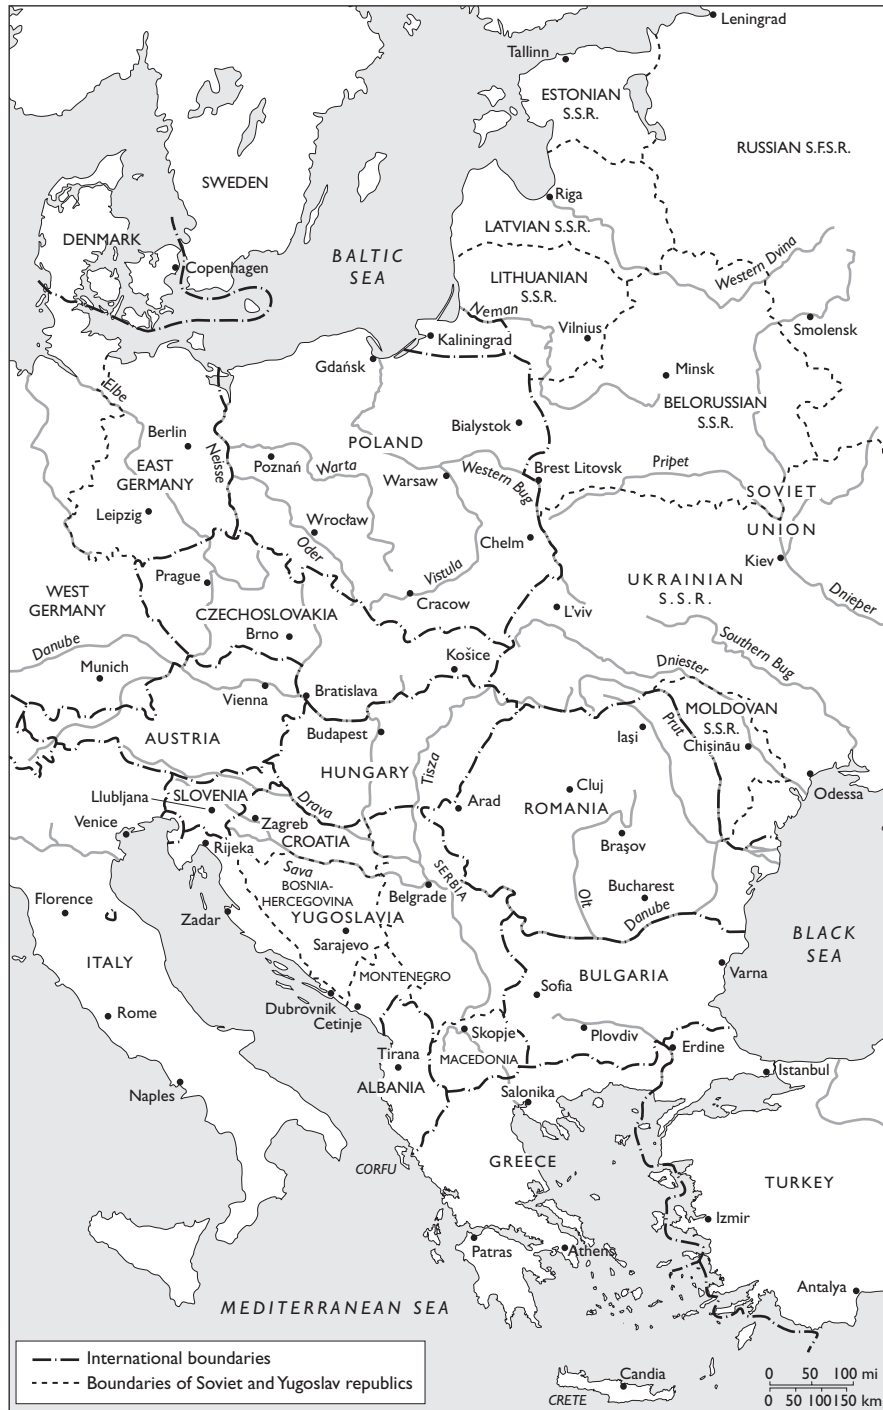 Leningrad
Tallinn
ESTONIAN
S.S.R.
RUSSIAN S.F.S.R.
SWEDEN
Riga
LATVIAN S.S.R.
DENMARK
Copenhagen
BALTIC
SEA
Western Dvina
LITHUANIAN
S.S.R.
Neman
Vilnius
Smolensk
Kaliningrad
Gdańsk
Minsk
Elbe
BELORUSSIAN
S.S.R.
Berlin
Bialystok
POLAND
Neisse
EAST
GERMANY
Poznań
Warta
Warsaw
Western Bug
Brest Litovsk
Pripet
SOVIET
UNION
Leipzig
Wrocław
Oder
Chelm
Kiev
Prague
Vistula
UKRAINIAN
S.S.R.
WEST
GERMANY
Cracow
L'viv
Dnieper
CZECHOSLOVAKIA
Brno
Danube
Southern Bug
Munich
Košice
Dniester
Vienna
Bratislava
MOLDOVAN
S.S.R.
Chişinău
AUSTRIA
Budapest
Iaşi
Prut
HUNGARY
Tisza
SLOVENIA
Llubljana
Drava
Cluj
Odessa
Arad
ROMANIA
Venice
Zagreb
CROATIA
Rijeka
Braşov
Sava
BOSNIA-
HERCEGOVINA
SERBIA
Belgrade
Florence
Zadar
YUGOSLAVIA
Bucharest
Olt
Danube
Sarajevo
BLACK
SEA
ITALY
MONTENEGRO
BULGARIA
Varna
Sofia
Dubrovnik
Cetinje
Rome
Skopje
Plovdiv
Erdine
Tirana
MACEDONIA
Istanbul
ALBANIA
Naples
Salonika
CORFU
GREECE
TURKEY
Izmir
Patras
Athens
Antalya
MEDITERRANEAN SEA
International boundaries
Boundaries of Soviet and Yugoslav republics
Candia
CRETE
0 50 100 mi
0 50 100 150 km